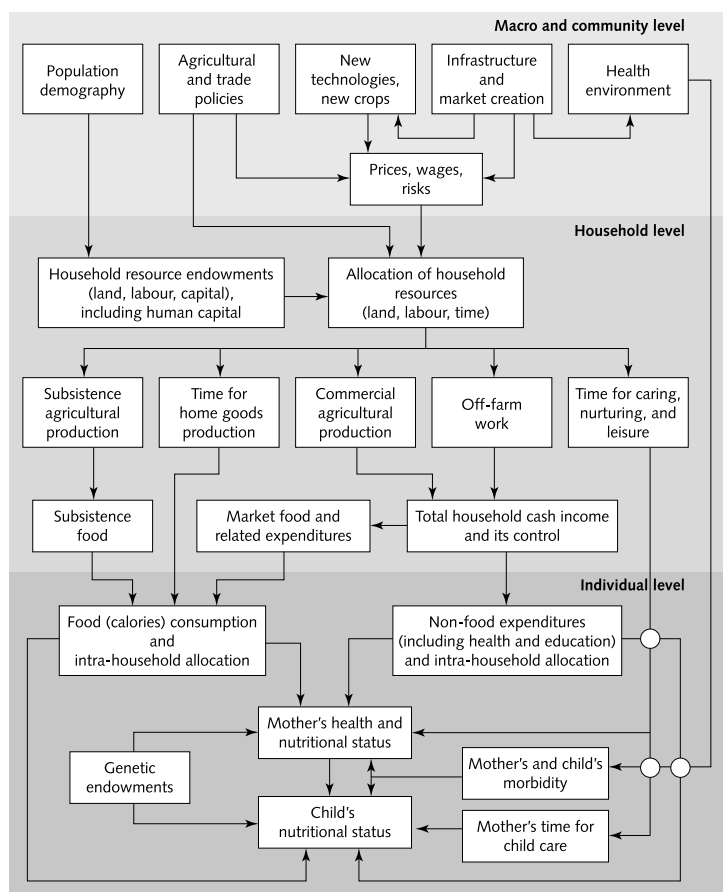 Macro and community level
Population
demography
Agricultural
and trade
policies
New
technologies,
new crops
Infrastructure
and
market creation
Health
environment
Prices, wages,
risks
Household level
Household resource endowments
(land, labour, capital),
including human capital
Allocation of household
resources
(land, labour, time)
Subsistence
agricultural
production
Time for
home goods
production
Commercial
agricultural
production
Off-farm
work
Time for caring,
nurturing, and
leisure
Subsistence
food
Market food and
related expenditures
Total household cash income
and its control
Individual level
Food (calories) consumption
and
intra-household allocation
Non-food expenditures
(including health and education)
and intra-household allocation
Mother's health and
nutritional status
Genetic
endowments
Mother's and child's
morbidity
Child's
nutritional status
Mother's time for
child care